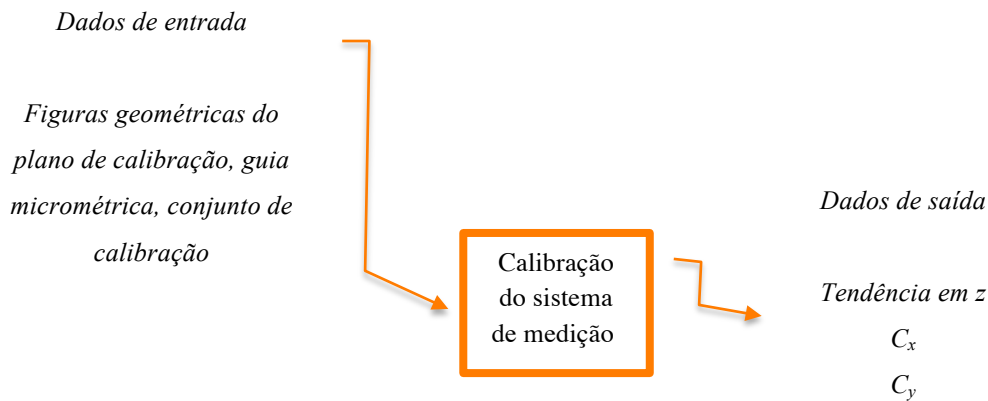 Dados de entrada
Figuras geométricas do
plano de calibração, guia
micrométrica, conjunto de
calibração
Calibração
do sistema
de medição
Dados de saída
Tendência em z
Cx
Cy